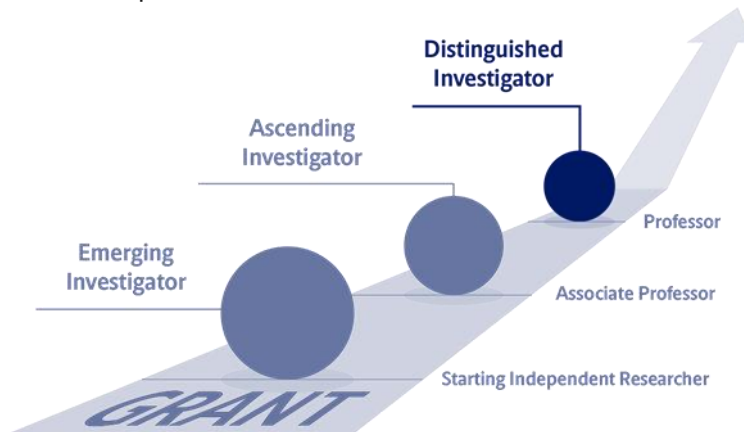 Distinguished
Investigator
Ascending
Investigator
Professor
Emerging
Investigator
Associate Professor
Starting Independent Researcher
GRANT